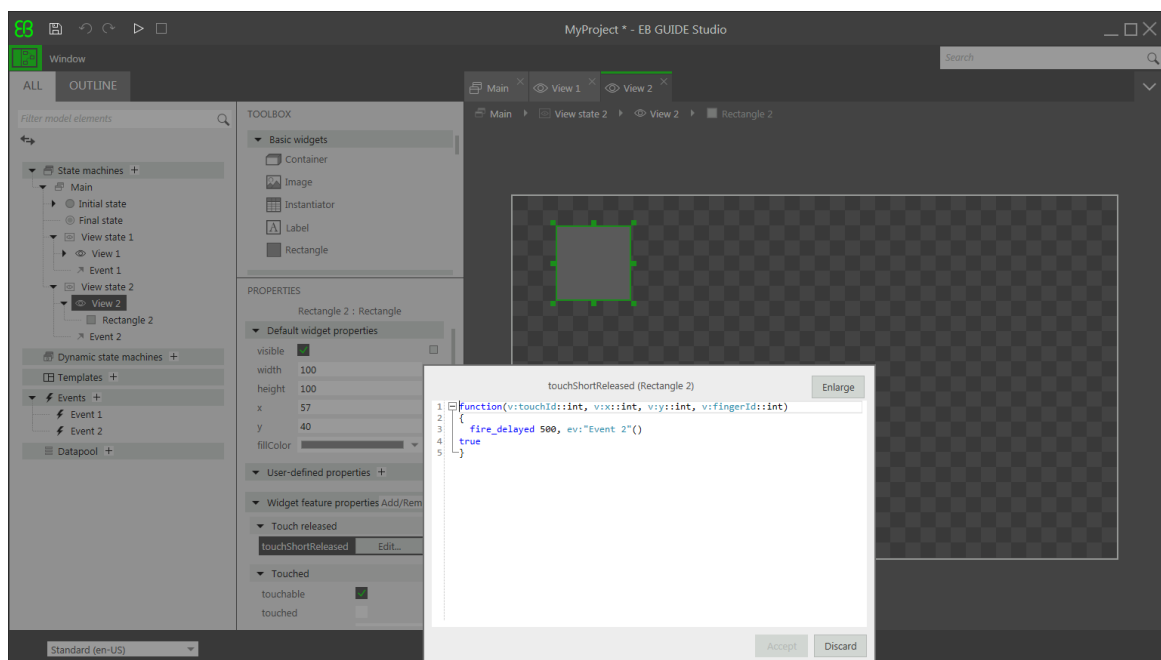 MyProject * - EB GUIDE Studio
Window
Search
ALL OUTLINE
Main View 1 View 2
Filter model elements
TOOLBOX
Main View state 2 View 2 Rectangle 2
Basic widgets
Container
Image
Instantiator
Label
Rectangle
State machines +
Main
Initial state
Final state
View state 1
View 1
Event 1
View state 2
View 2
Rectangle 2
Event 2
Dynamic state machines +
Templates +
Events +
Event 1
Event 2
Datapool +
PROPERTIES
Rectangle 2 : Rectangle
Default widget properties
visible
width 100
height 100
x 57
y 40
fillColor
User-defined properties +
Widget feature properties Add/Rem
Touch released
touchShortReleased Edit...
Touched
touchable
touched
touchShortReleased (Rectangle 2) Enlarge
1 function(v:touchId::int, v:x::int, v:y::int, v:fingerId::int)
2 {
3 fire_delayed 500, ev:"Event 2"()
4 true
5 }
Accept Discard
Standard (en-US)